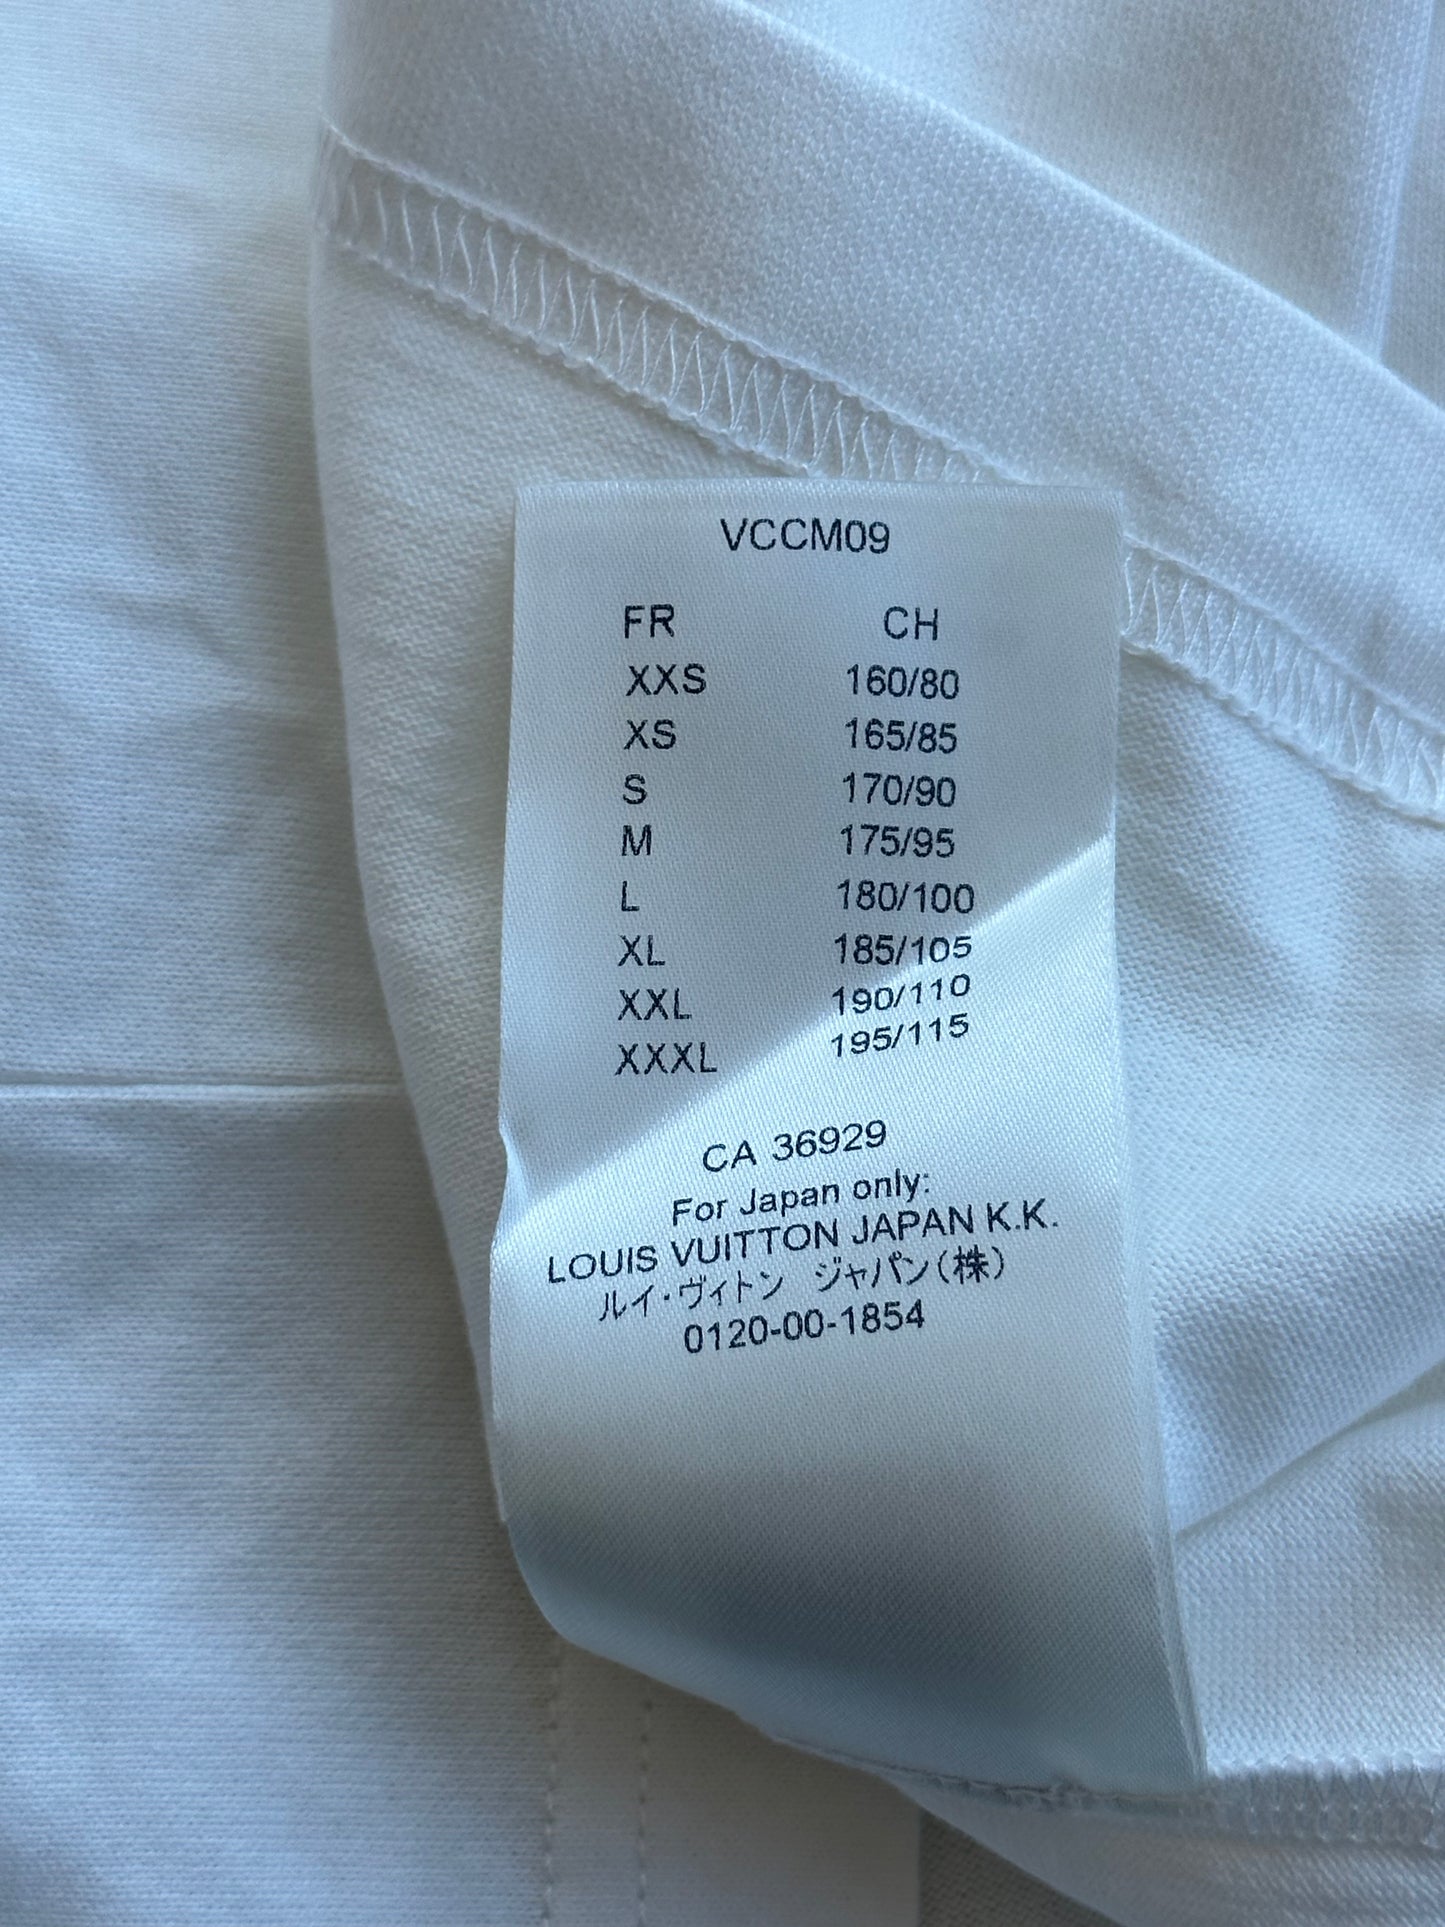 VCCM09
FR CH
XXS 160/80
XS 165/85
S 170/90
M 175/95
L 180/100
XL 185/105
XXL 190/110
XXXL 195/115
CA 36929
For Japan only:
LOUIS VUITTON JAPAN K.K.
ルイ・ヴィトン ジャパン(株)
0120-00-1854